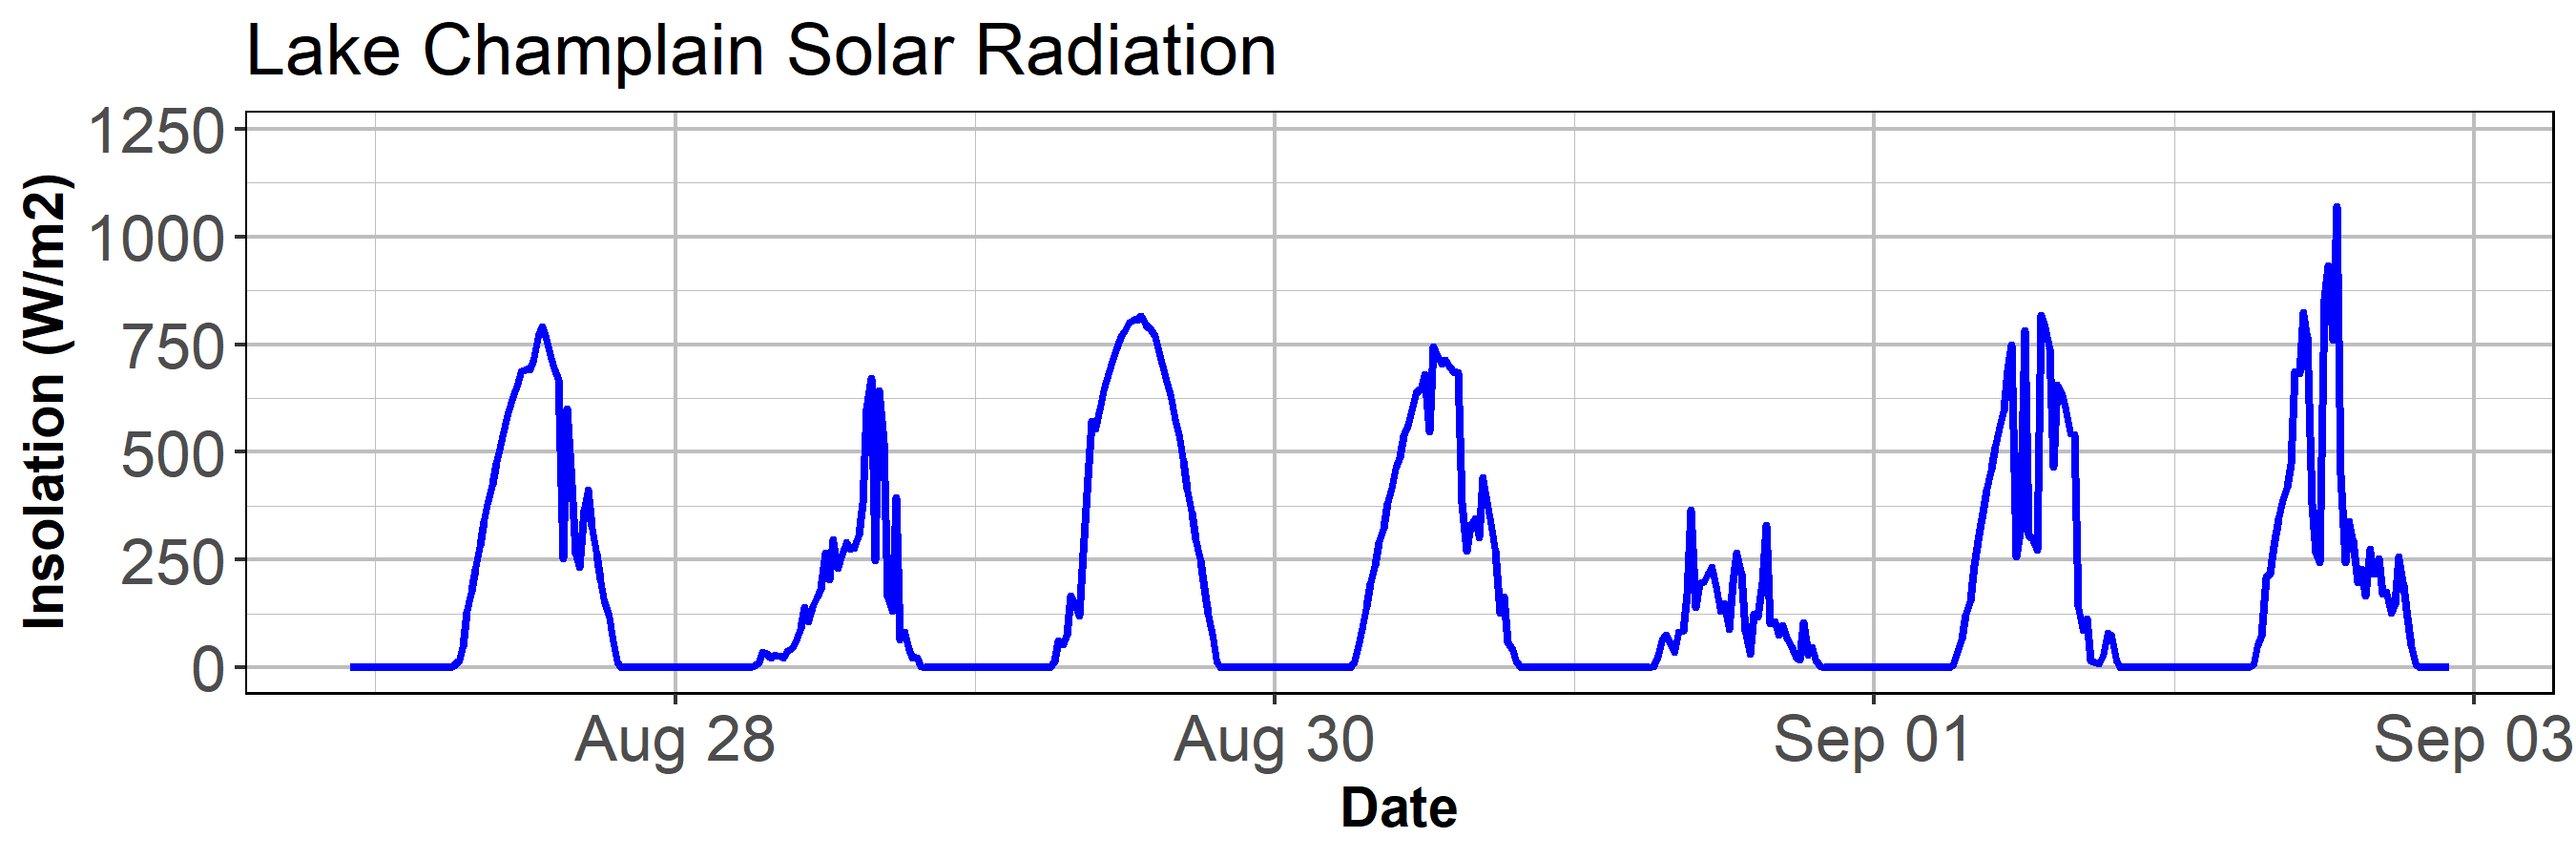 Lake Champlain Solar Radiation
1250
1000
750
500
250
0
Insolation (W/m2)
Aug 28
Aug 30
Sep 01
Sep 03
Date